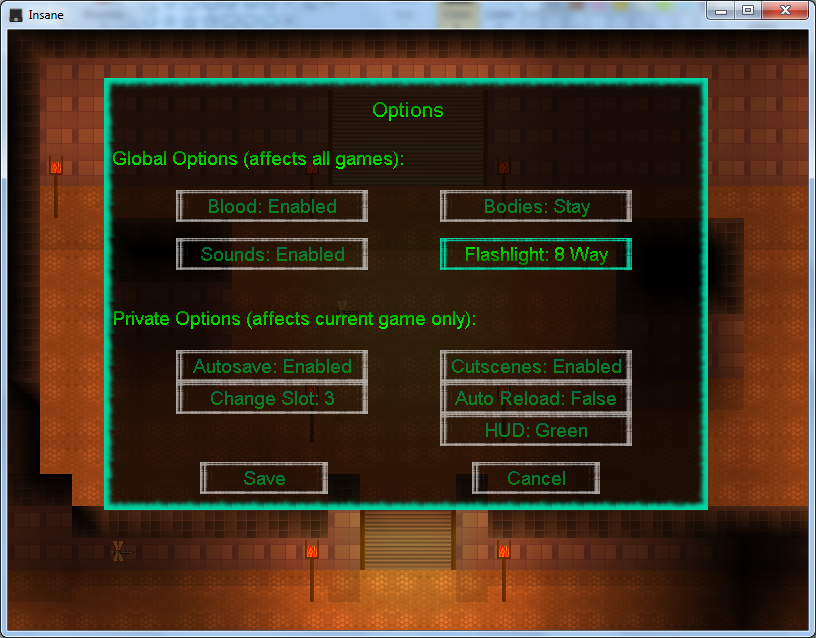 Insane
Options
Global Options (affects all games):
Blood: Enabled
Bodies: Stay
Sounds: Enabled
Flashlight: 8 Way
Private Options (affects current game only):
Autosave: Enabled
Cutscenes: Enabled
Change Slot: 3
Auto Reload: False
HUD: Green
Save
Cancel